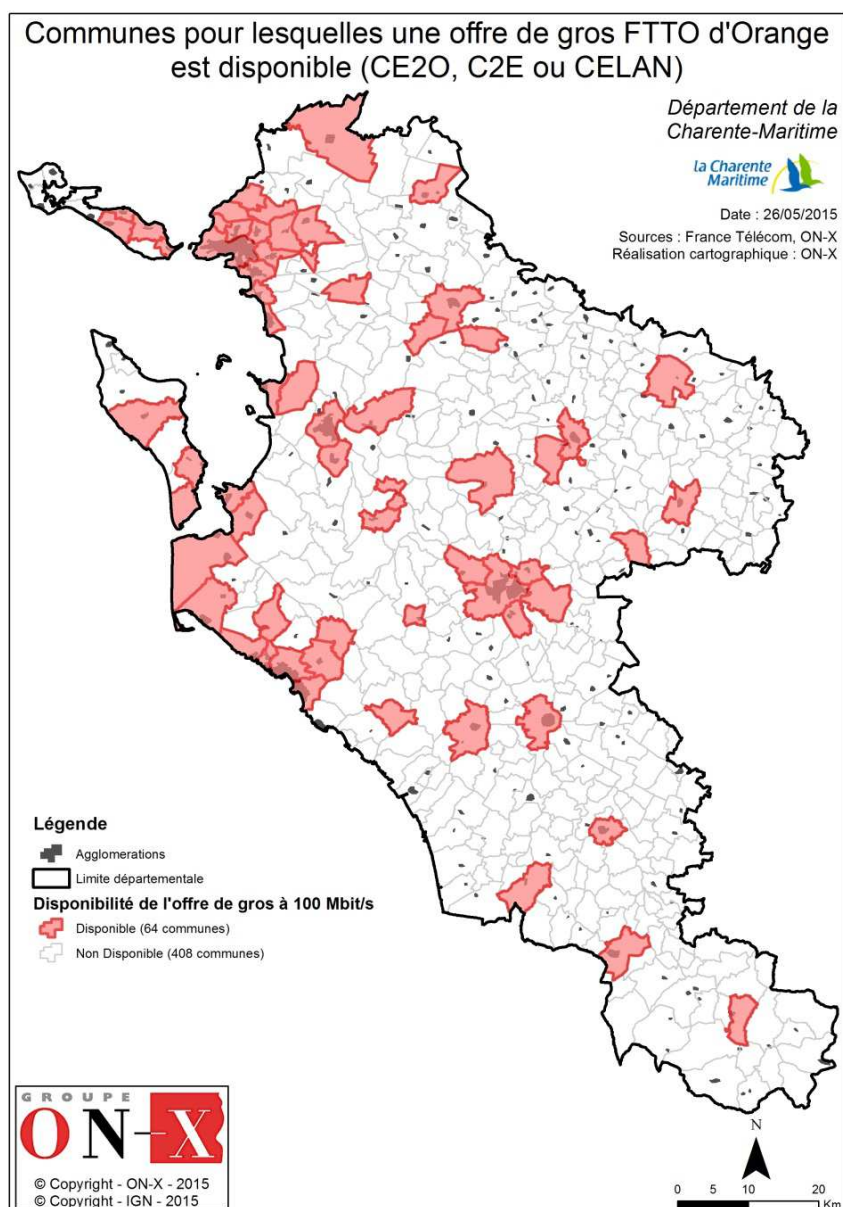 Communes pour lesquelles une offre de gros FTTO d'Orange
est disponible (CE2O, C2E ou CELAN)
Département de la
Charente-Maritime
la Charente
Maritime
Date : 26/05/2015
Sources : France Télécom, ON-X
Réalisation cartographique : ON-X
Légende
Agglomerations
Limite départementale
Disponibilité de l'offre de gros à 100 Mbit/s
Disponible (64 communes)
Non Disponible (408 communes)
GROUPE
ON-X
© Copyright - ON-X - 2015
© Copyright - IGN - 2015
N
0 5 10 20
Km